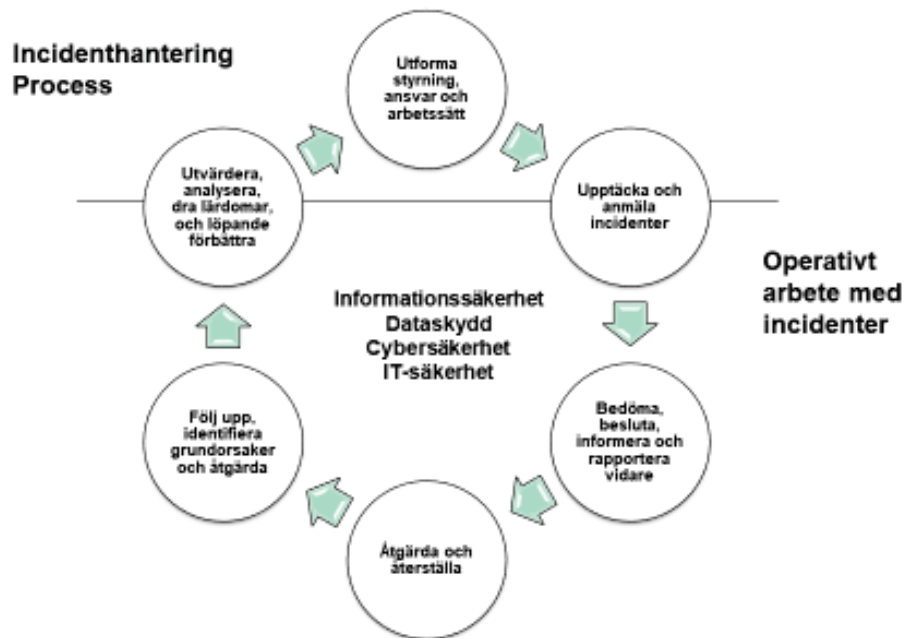 Incidenthantering
Process
Utforma
styrning,
ansvar och
arbetssätt
Upptäcka och
anmäla
incidenter
Operativt
arbete med
incidenter
Bedöma,
besluta,
informera och
rapportera
vidare
Åtgärda och
återställa
Följ upp,
identifiera
grundorsaker
och åtgärda
Utvärdera,
analysera,
dra lärdomar,
och löpande
förbättra
Informationssäkerhet
Dataskydd
Cybersäkerhet
IT-säkerhet